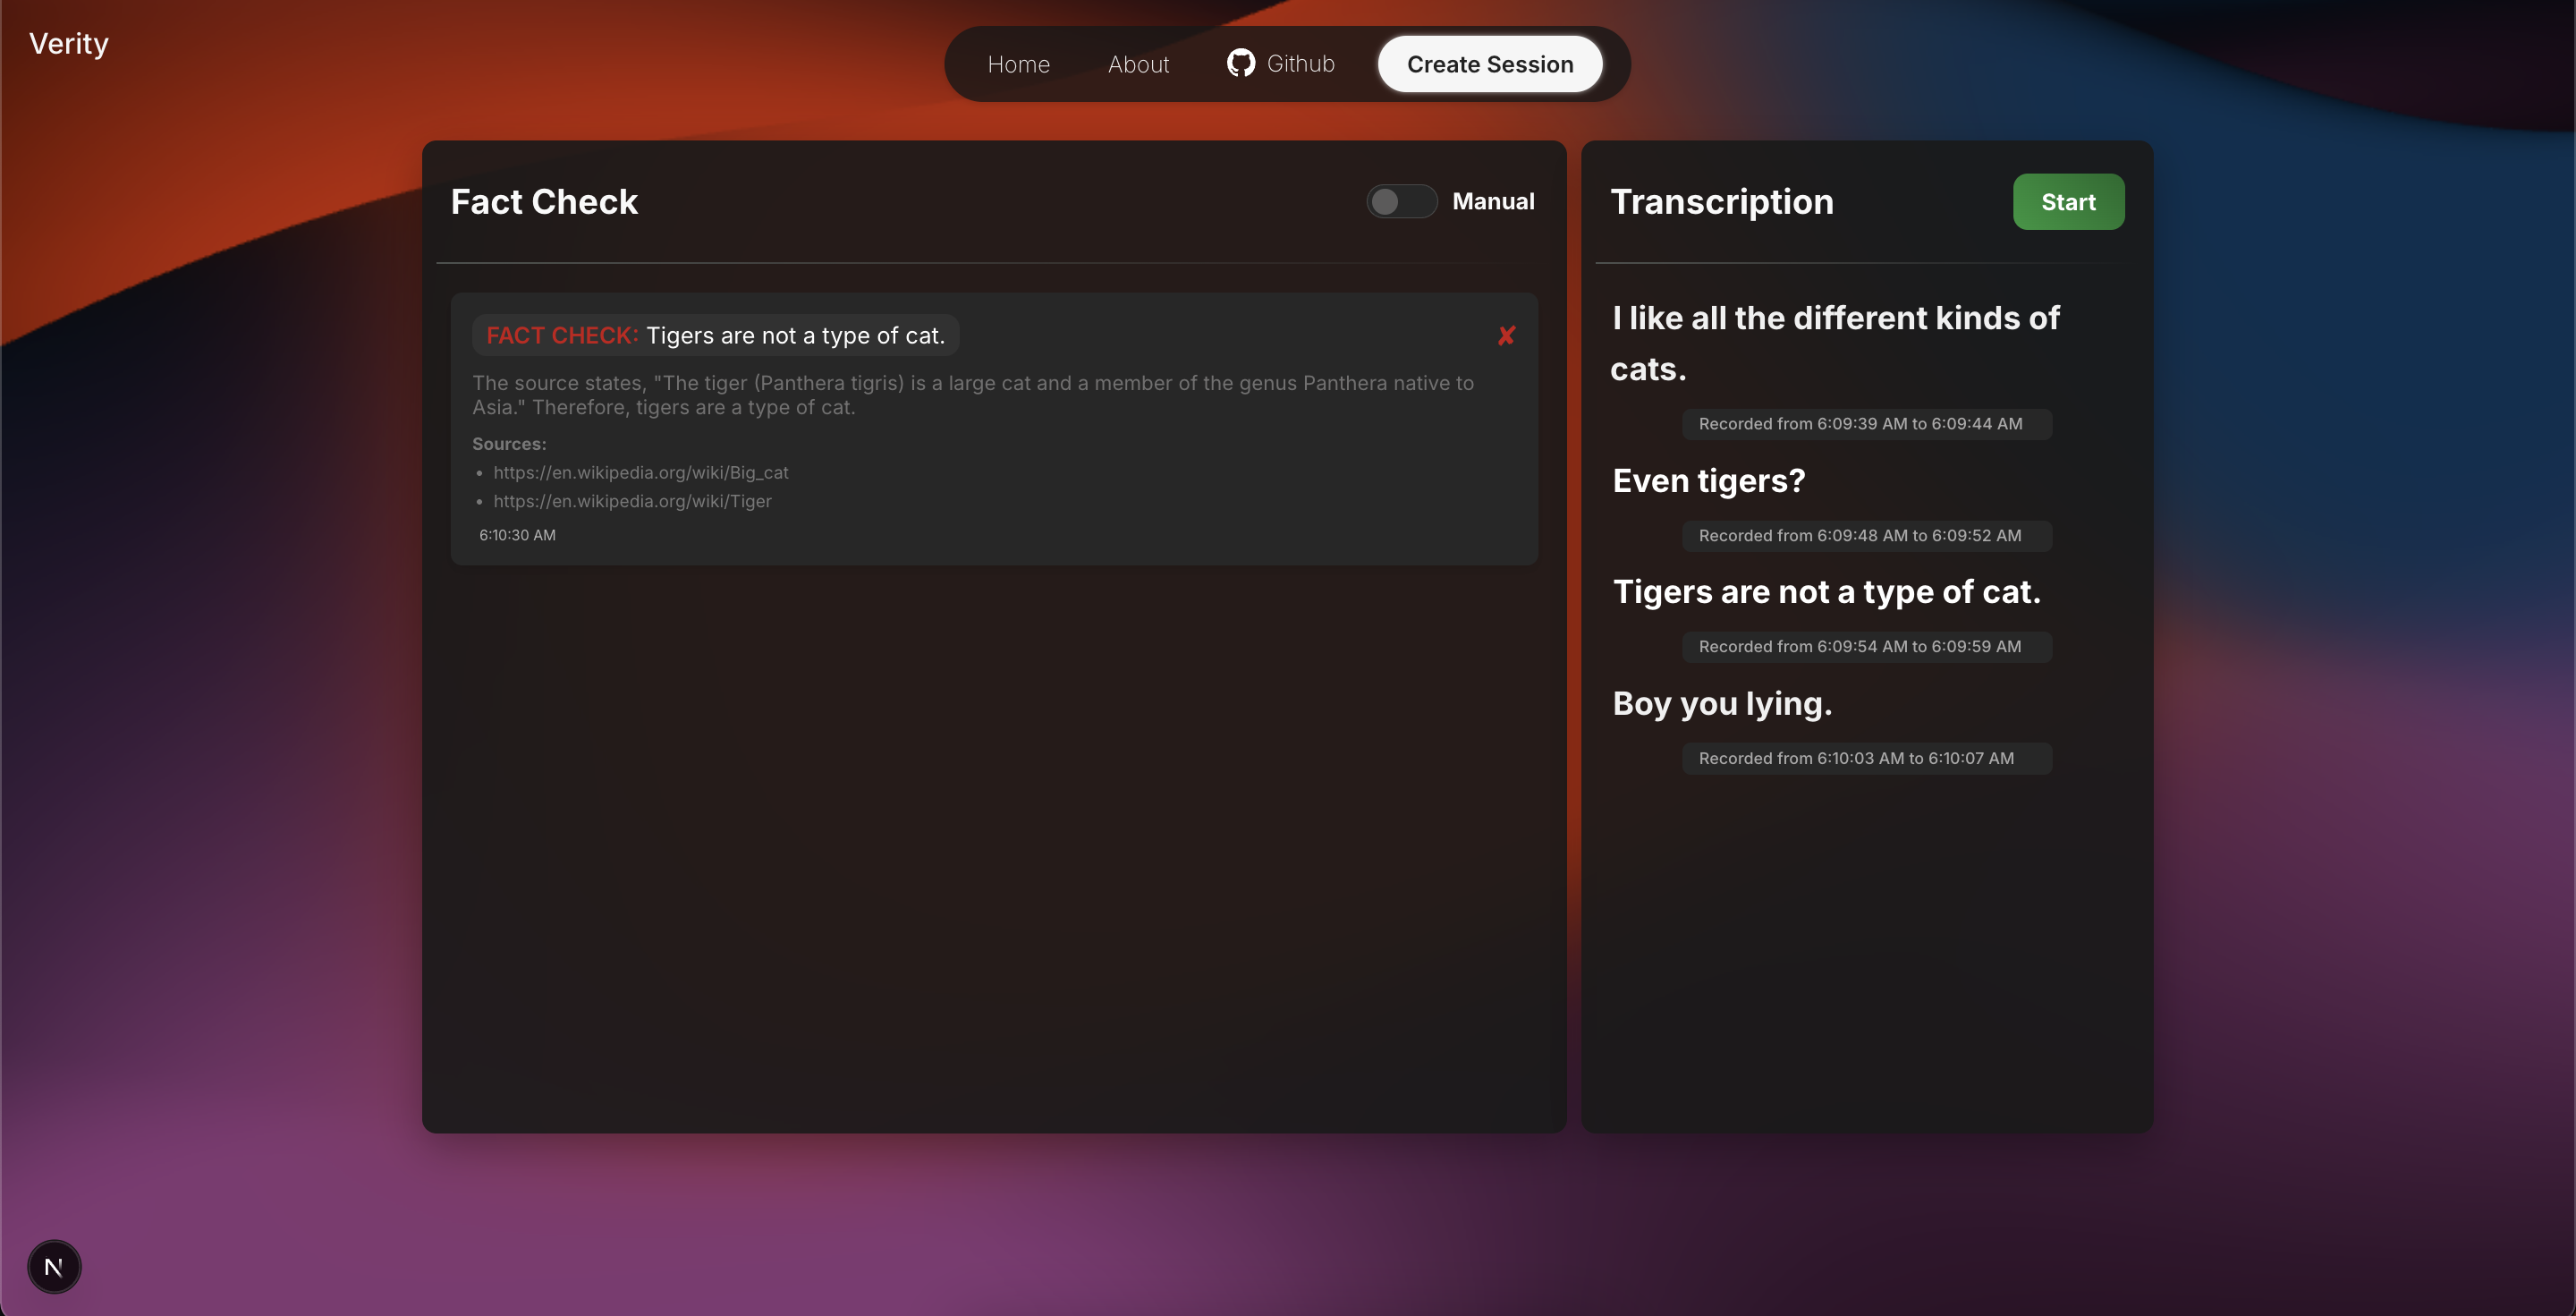 Verity
Home
About
Github
Create Session
Fact Check
Manual
FACT CHECK: Tigers are not a type of cat.
✘
The source states, "The tiger (Panthera tigris) is a large cat and a member of the genus Panthera native to
Asia." Therefore, tigers are a type of cat.
Sources:
• https://en.wikipedia.org/wiki/Big_cat
• https://en.wikipedia.org/wiki/Tiger
6:10:30 AM
Transcription
Start
I like all the different kinds of
cats.
Recorded from 6:09:39 AM to 6:09:44 AM
Even tigers?
Recorded from 6:09:48 AM to 6:09:52 AM
Tigers are not a type of cat.
Recorded from 6:09:54 AM to 6:09:59 AM
Boy you lying.
Recorded from 6:10:03 AM to 6:10:07 AM
N